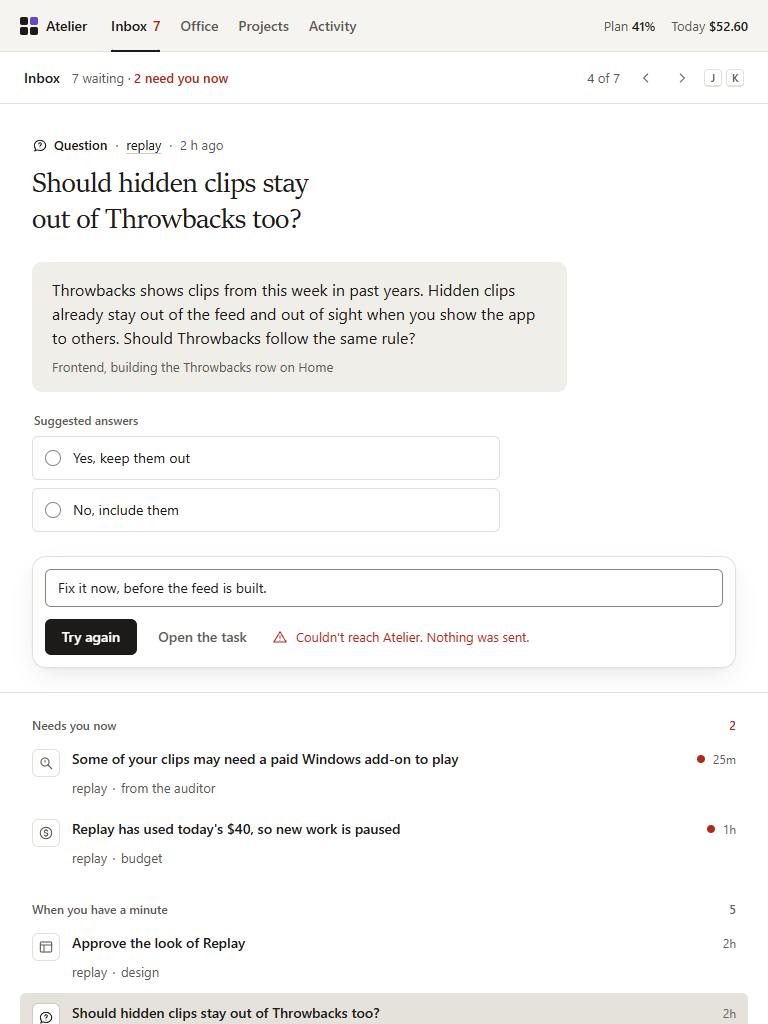 Atelier Inbox 7 Office Projects Activity Plan 41% Today $52.60
Inbox 7 waiting · 2 need you now 4 of 7 J K
Question · replay · 2 h ago
Should hidden clips stay
out of Throwbacks too?
Throwbacks shows clips from this week in past years. Hidden clips
already stay out of the feed and out of sight when you show the app
to others. Should Throwbacks follow the same rule?
Frontend, building the Throwbacks row on Home
Suggested answers
Yes, keep them out
No, include them
Fix it now, before the feed is built.
Try again Open the task Couldn't reach Atelier. Nothing was sent.
Needs you now 2
Some of your clips may need a paid Windows add-on to play 25m
replay · from the auditor
Replay has used today's $40, so new work is paused 1h
replay · budget
When you have a minute 5
Approve the look of Replay 2h
replay · design
Should hidden clips stay out of Throwbacks too? 2h